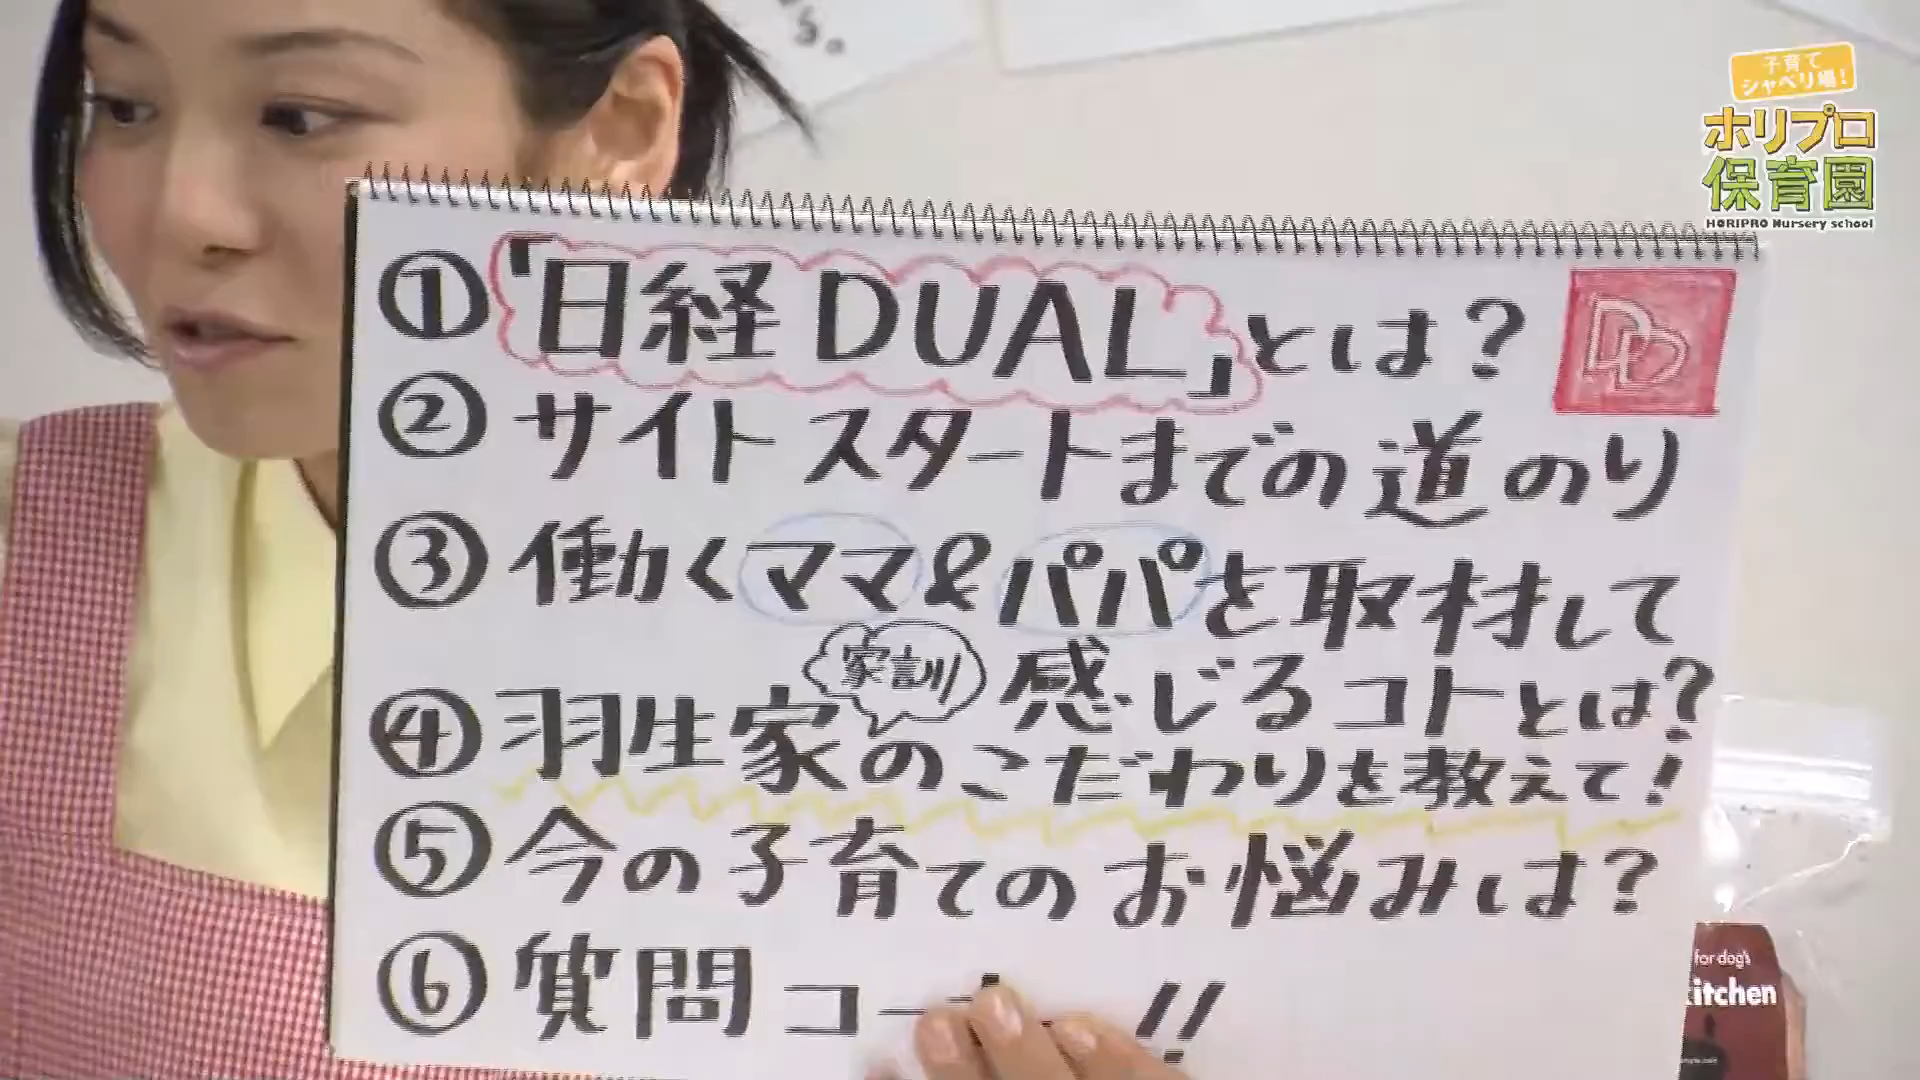 る。
子育て
シャベリ場!
ホリプロ
保育園
HORIPRO Nursery school
①「日経DUAL」とは?
②サイトスタートまでの道のり
③働くママ&パパを取材して
感じるコトとは?
家訓
④羽生家のこだわりを教えて!
⑤今の子育てのお悩みは?
⑥質問コー !!
for dog's
itchen